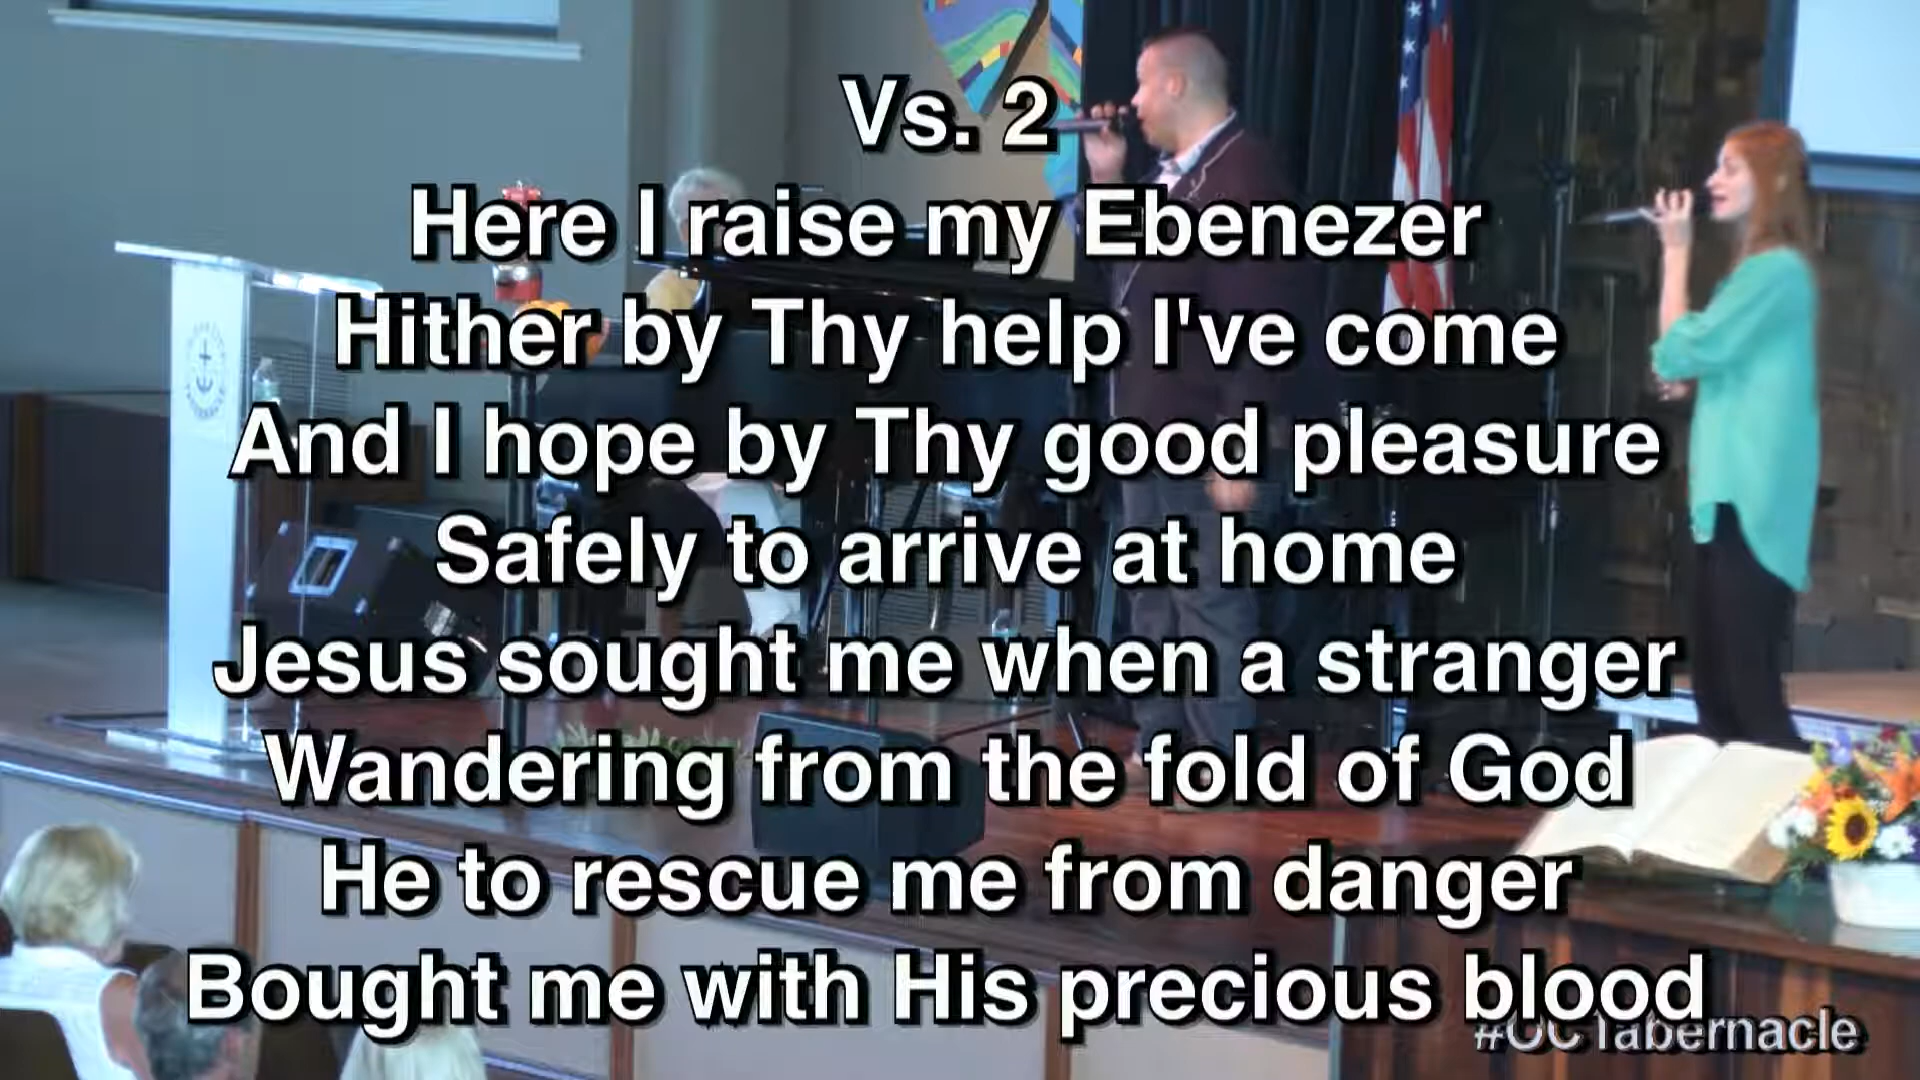 Vs. 2
Here I raise my Ebenezer
Hither by Thy help I've come
And I hope by Thy good pleasure
Safely to arrive at home
Jesus sought me when a stranger
Wandering from the fold of God
He to rescue me from danger
Bought me with His precious blood
#OCTabernacle